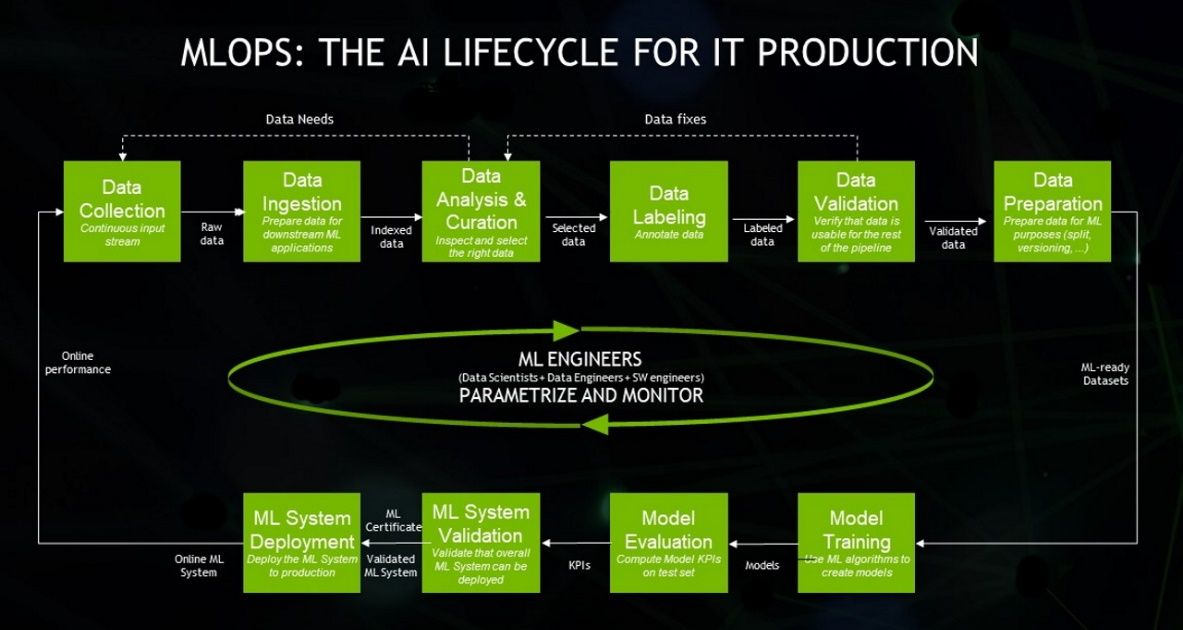 MLOPS: THE AI LIFECYCLE FOR IT PRODUCTION
Data Needs
Data fixes
Data
Collection
Continuous input
stream
Raw
data
Data
Ingestion
Prepare data for
downstream ML
applications
Indexed
data
Data
Analysis &
Curation
Inspect and select
the right data
Selected
data
Data
Labeling
Annotate data
Labeled
data
Data
Validation
Verify that data is
usable for the rest
of the pipeline
Validated
data
Data
Preparation
Prepare data for ML
purposes (split,
versioning, ...)
Online
performance
ML ENGINEERS
(Data Scientists + Data Engineers + SW engineers)
PARAMETRIZE AND MONITOR
ML-ready
Datasets
Online ML
System
ML System
Deployment
Deploy the ML System
to production
ML
Certificate
Validated
ML System
ML System
Validation
Validate that overall
ML System can be
deployed
KPIs
Model
Evaluation
Compute Model KPIs
on test set
Models
Model
Training
Use ML algorithms to
create models